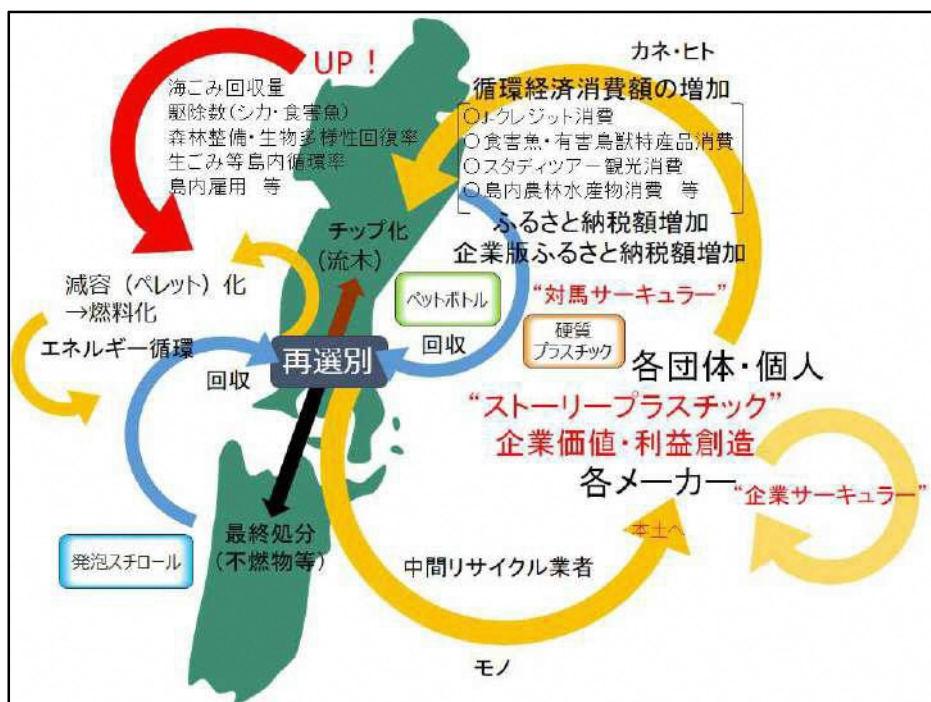 UP！
海ごみ回収量
駆除数(シカ・食害魚)
森林整備・生物多様性回復率
生ごみ等島内循環率
島内雇用　等
カネ・ヒト
循環経済消費額の増加
○J-クレジット消費
○食害魚・有害鳥獣特産品消費
○スタディツアー観光消費
○島内農林水産物消費　等
ふるさと納税額増加
企業版ふるさと納税額増加
チップ化
(流木)
減容（ペレット）化
→燃料化
エネルギー循環
回収
再選別
ペットボトル
回収
“対馬サーキュラー”
硬質
プラスチック
各団体・個人
“ストーリープラスチック”
企業価値・利益創造
各メーカー
“企業サーキュラー”
本土へ
発泡スチロール
最終処分
（不燃物等）
中間リサイクル業者
モノ